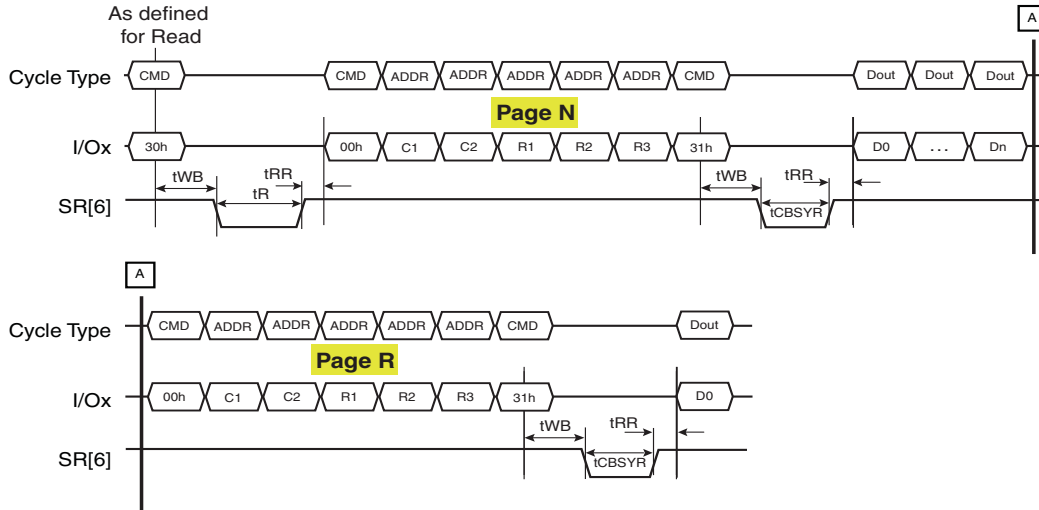 As defined
for Read
A
Cycle Type CMD CMD ADDR ADDR ADDR ADDR ADDR CMD Dout Dout Dout
Page N
I/Ox 30h 00h C1 C2 R1 R2 R3 31h D0 ... Dn
tWB tRR tWB tRR
SR[6] tR tCBSYR
A
Cycle Type CMD ADDR ADDR ADDR ADDR ADDR CMD Dout
Page R
I/Ox 00h C1 C2 R1 R2 R3 31h D0
tWB tRR
SR[6] tCBSYR